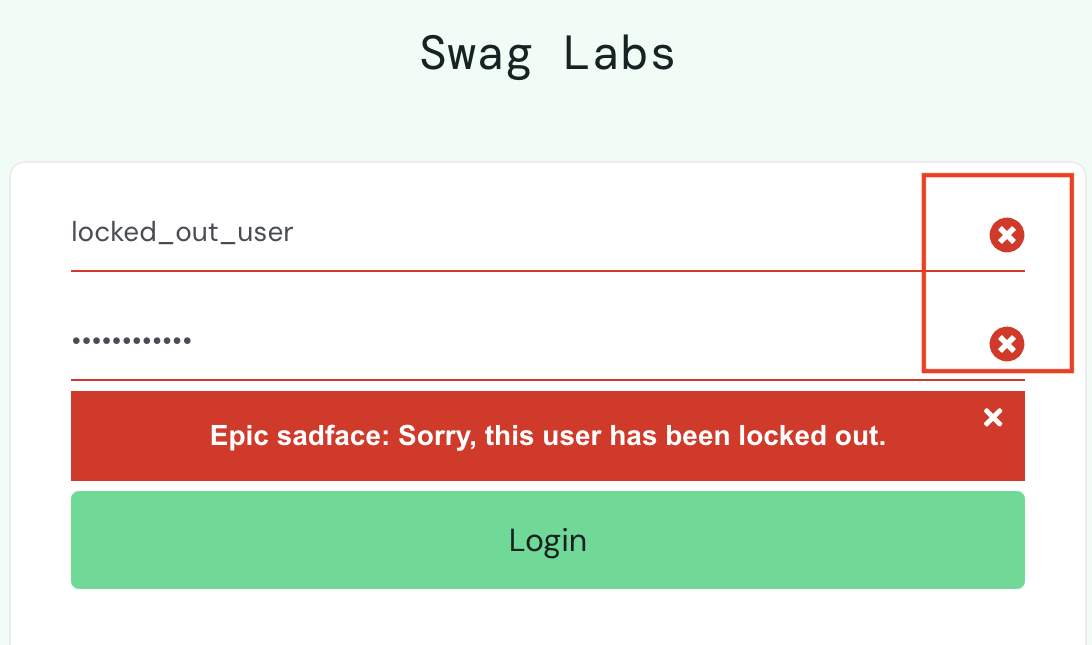 Swag Labs
locked_out_user
••••••••••••
Epic sadface: Sorry, this user has been locked out.
Login